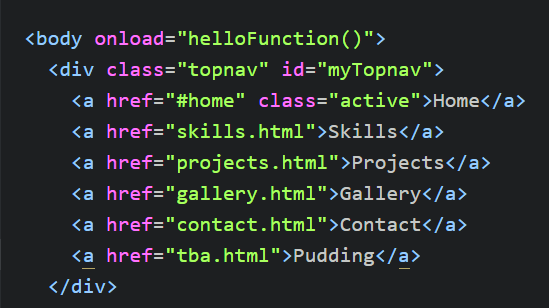 <body onload="helloFunction()">
<div class="topnav" id="myTopnav">
<a href="#home" class="active">Home</a>
<a href="skills.html">Skills</a>
<a href="projects.html">Projects</a>
<a href="gallery.html">Gallery</a>
<a href="contact.html">Contact</a>
<a href="tba.html">Pudding</a>
</div>